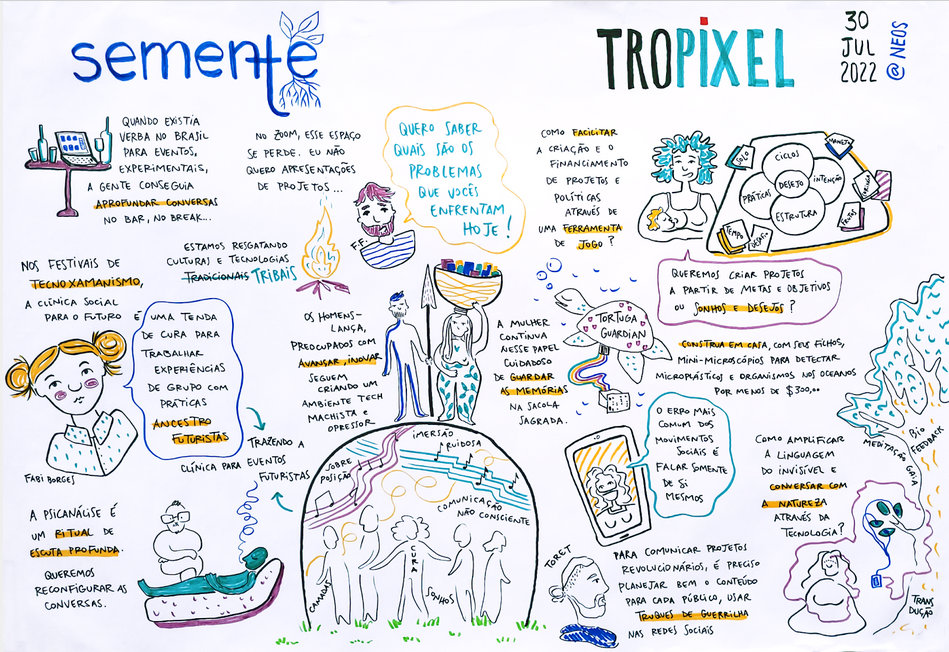 semente
TROPIXEL
30
JUL
2022
@ NEOS
QUANDO EXISTIA
VERBA NO BRASIL
PARA EVENTOS,
EXPERIMENTAIS,
A GENTE CONSEGUIA
APROFUNDAR CONVERSAS
NO BAR, NO BREAK...
NO ZOOM, ESSE ESPAÇO
SE PERDE. EU NÃO
QUERO APRESENTAÇÕES
DE PROJETOS...
QUERO SABER
QUAIS SÃO OS
PROBLEMAS
QUE VOCÊS
ENFRENTAM
HOJE!
F.F.
COMO FACILITAR
A CRIAÇÃO E O
FINANCIAMENTO
DE PROJETOS E
POLÍTICAS
ATRAVÉS DE
UMA FERRAMENTA
DE JOGO?
SOLO
MANEJO
CICLOS
PRÁTICAS
DESEJO
INTENÇÃO
ESTRUTURA
TEMPO
FRUTAS
QUEREMOS CRIAR PROJETOS
A PARTIR DE METAS E OBJETIVOS
OU SONHOS E DESEJOS?
ESTAMOS RESGATANDO
CULTURAS E TECNOLOGIAS
TRADICIONAIS TRIBAIS
NOS FESTIVAIS DE
TECNOXAMANISMO,
A CLÍNICA SOCIAL
PARA O FUTURO É
UMA TENDA
DE CURA PARA
TRABALHAR
EXPERIÊNCIAS
DE GRUPO COM
PRÁTICAS
ANCESTRO
FUTURISTAS
FABI BORGES
TRAZENDO A
CLÍNICA PARA EVENTOS
FUTURISTAS
OS HOMENS-
LANÇA,
PREOCUPADOS COM
AVANÇAR, INOVAR
SEGUEM
CRIANDO UM
AMBIENTE TECH
MACHISTA E
OPRESSOR
A MULHER
CONTINUA
NESSE PAPEL
CUIDADOSO
DE GUARDAR
AS MEMÓRIAS
NA SACOLA
SAGRADA.
TORTUGA
GUARDIAN
CONSTRUA EM CASA, COM SEUS FILHOS,
MINI-MICROSCÓPIOS PARA DETECTAR
MICROPLÁSTICOS E ORGANISMOS NOS OCEANOS
POR MENOS DE $300,00
O ERRO MAIS
COMUM DOS
MOVIMENTOS
SOCIAIS É
FALAR SOMENTE
DE SI
MESMOS
COMO AMPLIFICAR
A LINGUAGEM
DO INVISÍVEL E
CONVERSAR COM
A NATUREZA
ATRAVÉS DA
TECNOLOGIA?
MEDITAÇÃO GAIA
BIO
FEEDBACK
TRANS
DUÇÃO
A PSICANÁLISE É
UM RITUAL DE
ESCUTA PROFUNDA.
QUEREMOS
RECONFIGURAR AS
CONVERSAS.
SOBRE
POSIÇÃO
IMERSÃO
RUIDOSA
COMUNICAÇÃO
NÃO CONSCIENTE
CAMADAS
CURA
SONHOS
TORET
PARA COMUNICAR PROJETOS
REVOLUCIONÁRIOS, É PRECISO
PLANEJAR BEM O CONTEÚDO
PARA CADA PÚBLICO, USAR
TRUQUES DE GUERRILHA
NAS REDES SOCIAIS